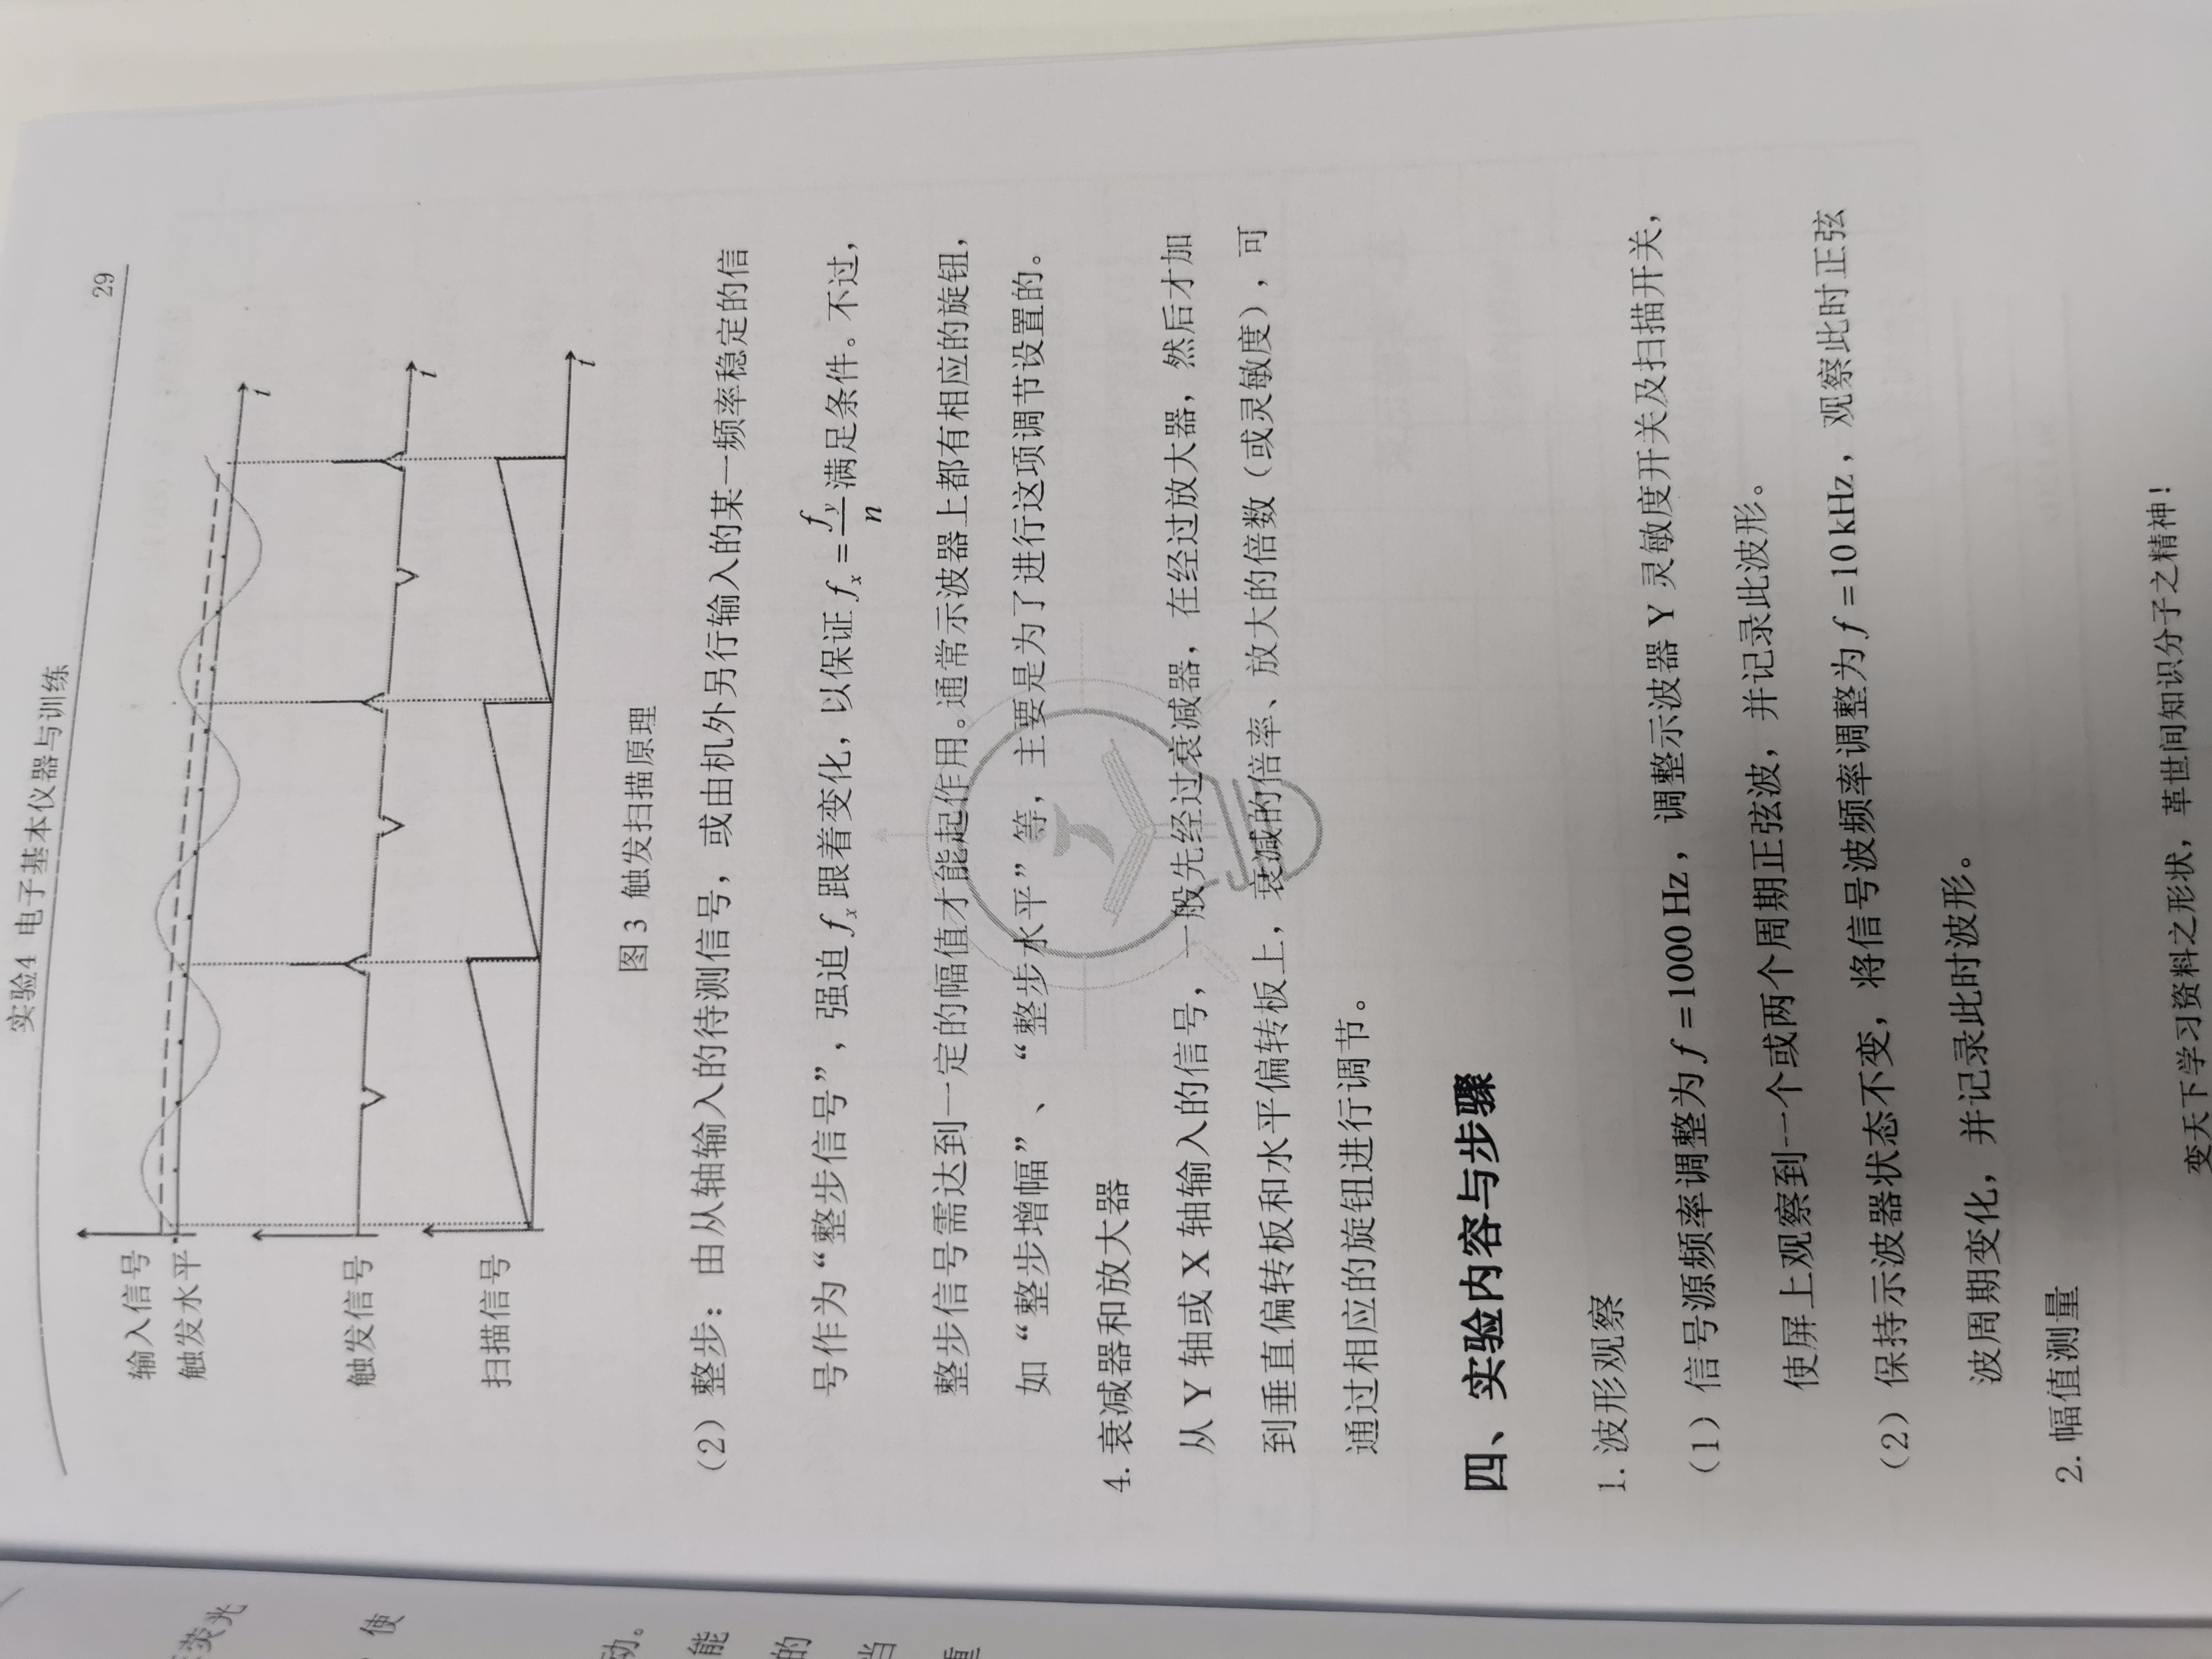 实验4 电子基本仪器与训练
29
输入信号
触发水平
t
触发信号
t
扫描信号
t
图 3 触发扫描原理
（2）整步：由从轴输入的待测信号，或由机外另行输入的某一频率稳定的信
号作为“整步信号”，强迫 fₓ 跟着变化，以保证 fₓ = f_y/n 满足条件。不过，
整步信号需达到一定的幅值才能起作用。通常示波器上都有相应的旋钮，
如“整步增幅”、“整步水平”等，主要是为了进行这项调节设置的。
4. 衰减器和放大器
从 Y 轴或 X 轴输入的信号，一般先经过衰减器，在经过放大器，然后才加
到垂直偏转板和水平偏转板上，衰减的倍率、放大的倍数（或灵敏度），可
通过相应的旋钮进行调节。
四、实验内容与步骤
1. 波形观察
（1）信号源频率调整为 f = 1000 Hz，调整示波器 Y 灵敏度开关及扫描开关，
使屏上观察到一个或两个周期正弦波，并记录此波形。
（2）保持示波器状态不变，将信号波频率调整为 f = 10 kHz，观察此时正弦
波周期变化，并记录此时波形。
2. 幅值测量
变天下学习资料之形状，革世间知识分子之精神！
荧光
使
动。
能
的
当
重